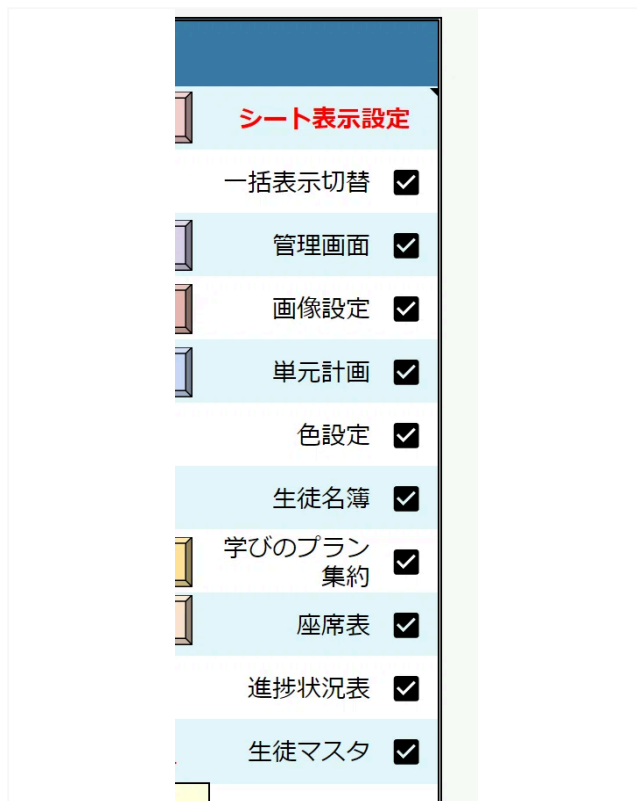 シート表示設定
一括表示切替
管理画面
画像設定
単元計画
色設定
生徒名簿
学びのプラン
集約
座席表
進捗状況表
生徒マスタ